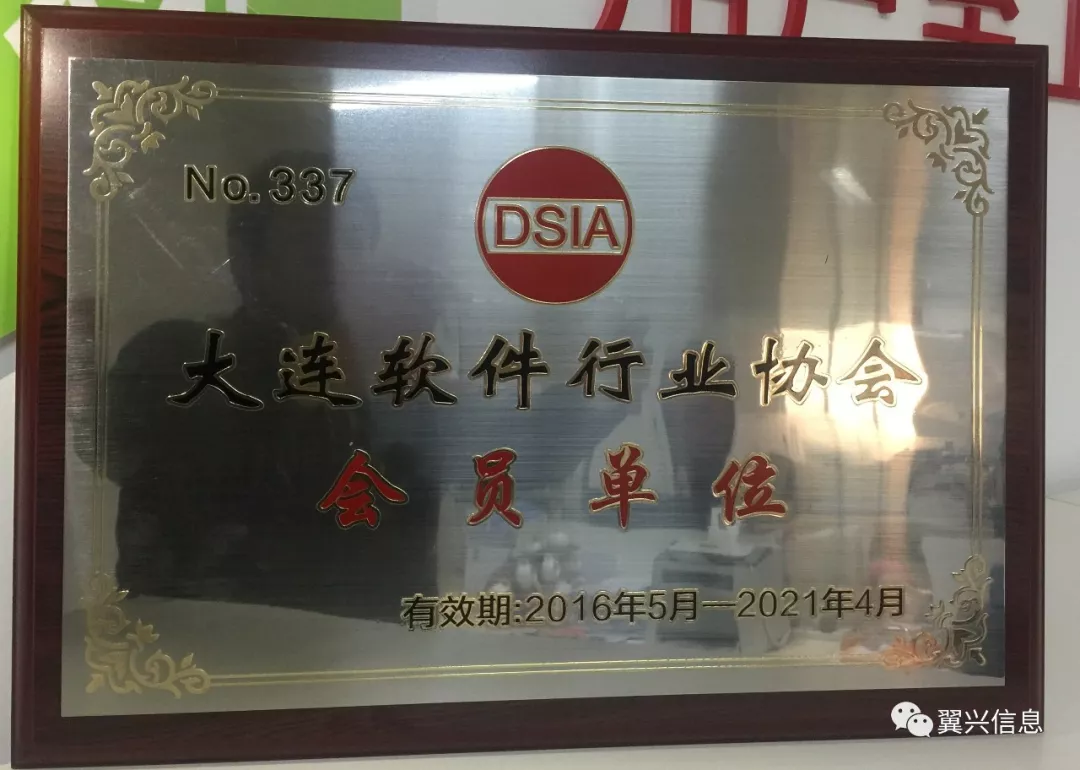 No.337
DSIA
大连软件行业协会
会员单位
有效期:2016年5月—2021年4月
翼兴信息